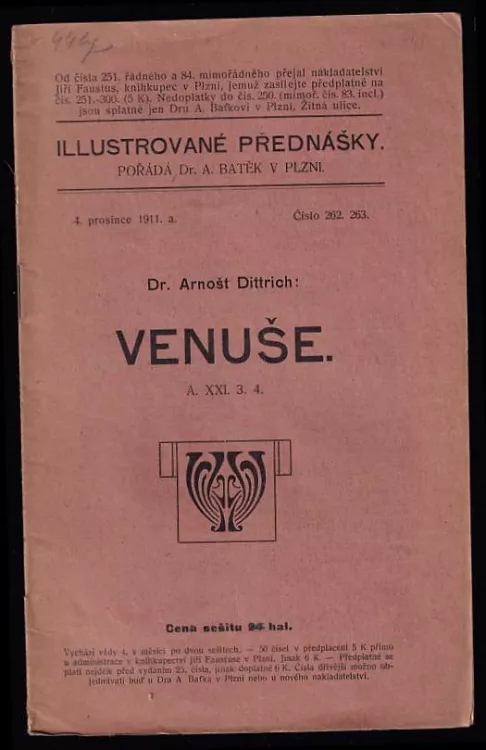 Od čísla 251. řádného a 84. mimořádného přejal nakladatelství
Jiří Faustus, knihkupec v Plzni, jemuž zasílejte předplatné na
čís. 251.-300. (5 K). Nedoplatky do čís. 250. (mimoř. čís. 83. incl.)
jsou splatné jen Dru A. Baťkovi v Plzni, Žitná ulice.
ILLUSTROVANÉ PŘEDNÁŠKY.
POŘÁDÁ Dr. A. BATĚK V PLZNI.
4. prosince 1911. a. Číslo 262. 263.
Dr. Arnošt Dittrich:
VENUŠE.
A. XXI. 3. 4.
Cena sešitu 24 hal.
Vychází vždy 4. v měsíci po dvou sešitech. — 50 čísel v předplacení 5 K přímo
u administrace v knihkupectví Jiří Faustuse v Plzni, jinak 6 K. — Předplatné se
platí nejdéle před vydáním 25. čísla, jinak doplatné 6 K. Čísla dřívější možno ob-
jednávati buď u Dra A. Baťka v Plzni nebo u nového nakladatelství.